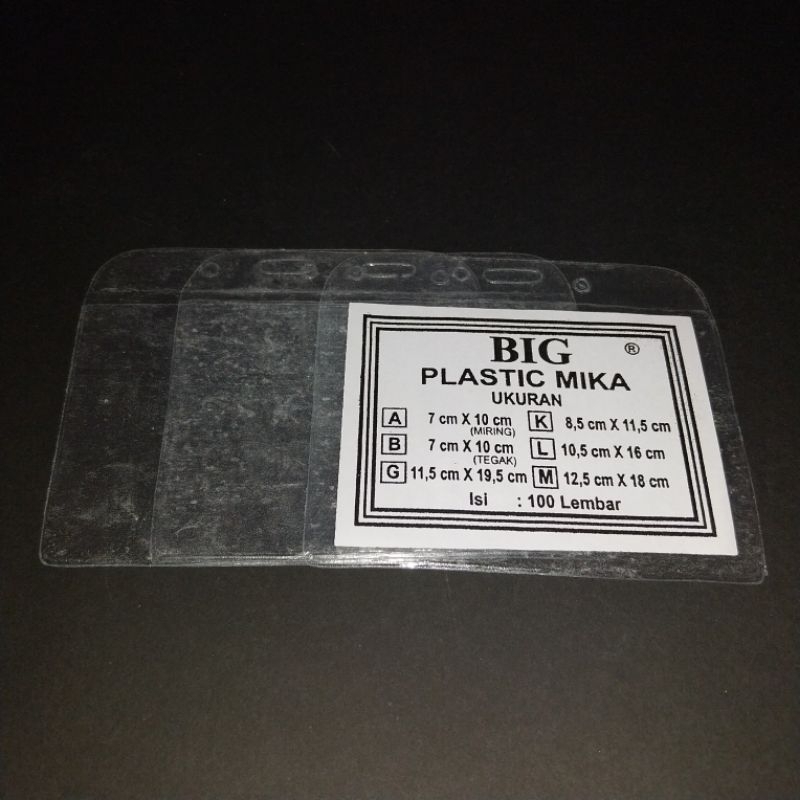 BIG ®
PLASTIC MIKA
UKURAN
A 7 cm X 10 cm K 8,5 cm X 11,5 cm
(MIRING)
B 7 cm X 10 cm L 10,5 cm X 16 cm
(TEGAK)
G 11,5 cm X 19,5 cm M 12,5 cm X 18 cm
Isi : 100 Lembar